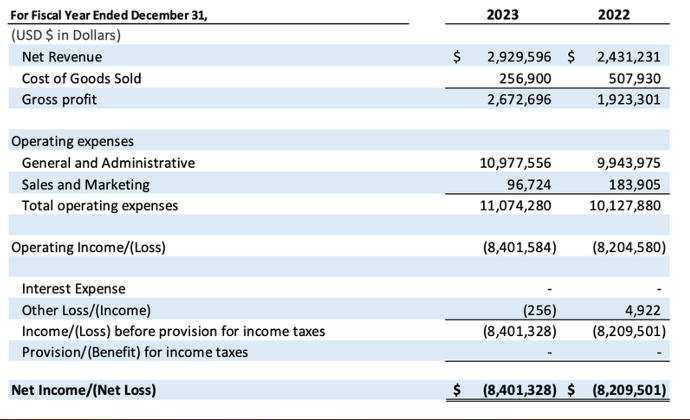 For Fiscal Year Ended December 31, 2023 2022
(USD $ in Dollars)
Net Revenue $ 2,929,596 $ 2,431,231
Cost of Goods Sold 256,900 507,930
Gross profit 2,672,696 1,923,301
Operating expenses
General and Administrative 10,977,556 9,943,975
Sales and Marketing 96,724 183,905
Total operating expenses 11,074,280 10,127,880
Operating Income/(Loss) (8,401,584) (8,204,580)
Interest Expense - -
Other Loss/(Income) (256) 4,922
Income/(Loss) before provision for income taxes (8,401,328) (8,209,501)
Provision/(Benefit) for income taxes - -
Net Income/(Net Loss) $ (8,401,328) $ (8,209,501)